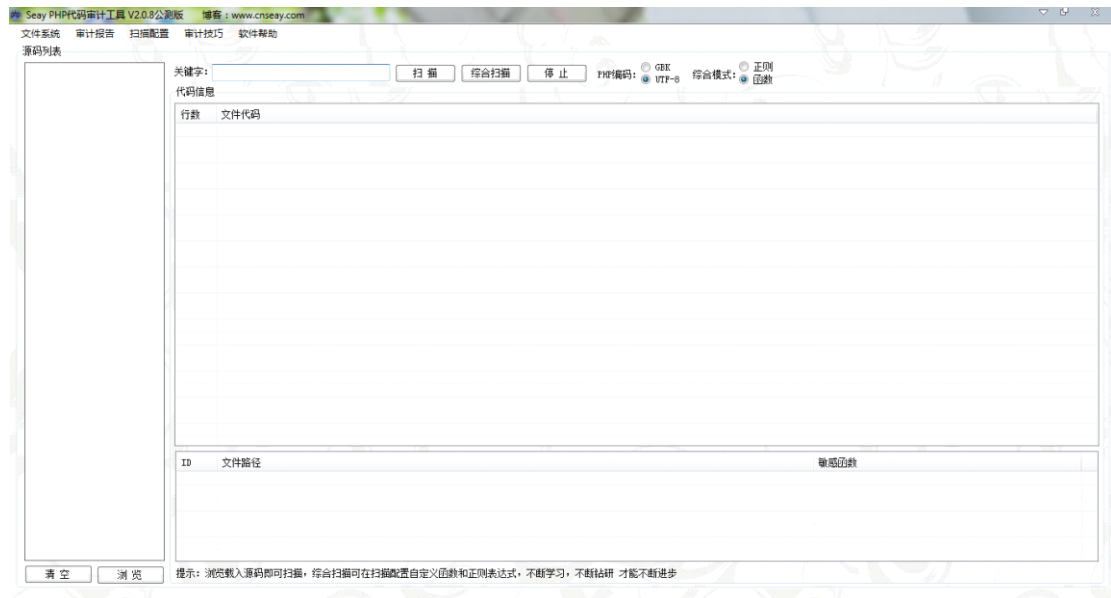 Seay PHP代码审计工具 V2.0.8公测版 博客：www.cnseay.com
文件系统 审计报告 扫描配置 审计技巧 软件帮助
源码列表
关键字: 扫 描 综合扫描 停 止 PHP编码: GBK UTF-8 综合模式: 正则 函数
代码信息
行数 文件代码
ID 文件路径 敏感函数
清 空 浏 览 提示: 浏览载入源码即可扫描，综合扫描可在扫描配置自定义函数和正则表达式，不断学习，不断钻研 才能不断进步